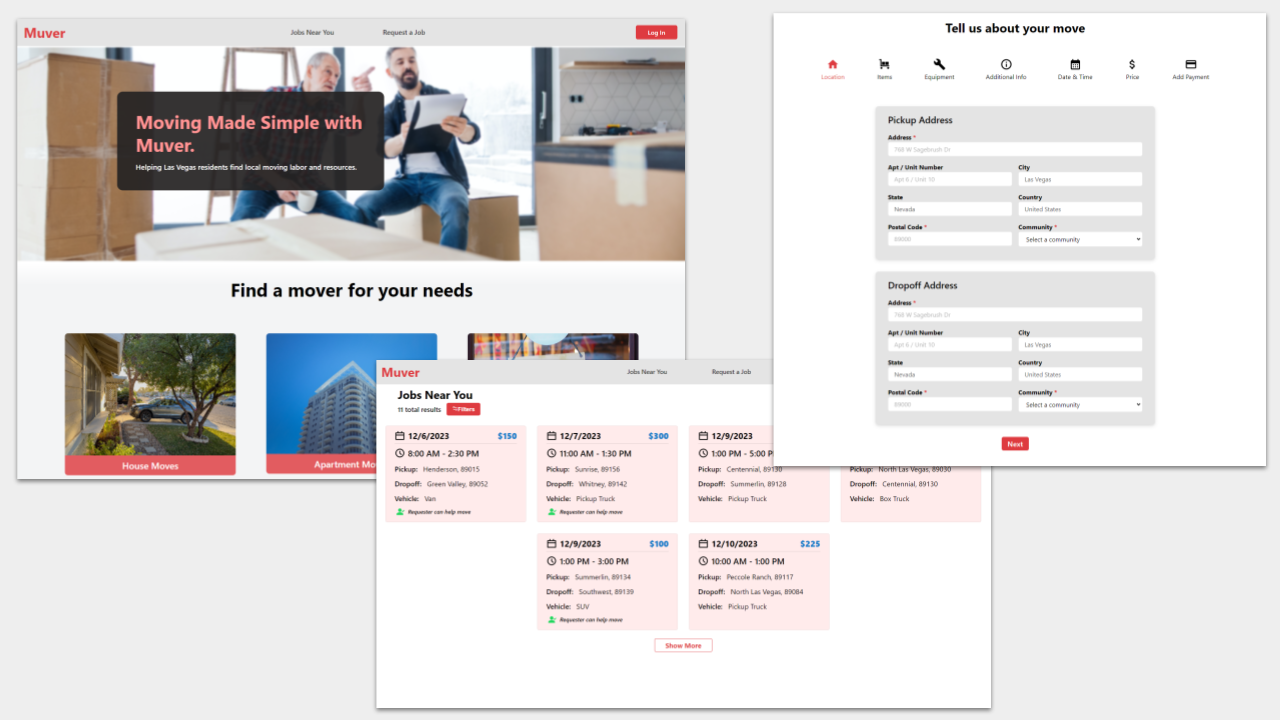 Muver
Jobs Near You
Request a Job
Log In
Moving Made Simple with
Muver.
Helping Las Vegas residents find local moving labor and resources.
Find a mover for your needs
House Moves
Apartment Mo
Tell us about your move
Location
Items
Equipment
Additional Info
Date & Time
Price
Add Payment
Pickup Address
Address *
768 W Sagebrush Dr
Apt / Unit Number
City
Apt 6 / Unit 10
Las Vegas
State
Country
Nevada
United States
Postal Code *
Community *
89000
Select a community
Dropoff Address
Address *
768 W Sagebrush Dr
Apt / Unit Number
City
Apt 6 / Unit 10
Las Vegas
State
Country
Nevada
United States
Postal Code *
Community *
89000
Select a community
Next
Muver
Jobs Near You
Request a Job
Jobs Near You
11 total results
Filters
12/6/2023 $150
8:00 AM - 2:30 PM
Pickup: Henderson, 89015
Dropoff: Green Valley, 89052
Vehicle: Van
Requester can help move
12/7/2023 $300
11:00 AM - 1:30 PM
Pickup: Sunrise, 89156
Dropoff: Whitney, 89142
Vehicle: Pickup Truck
Requester can help move
12/9/2023
1:00 PM - 5:00 P
Pickup: Centennial, 89130
Dropoff: Summerlin, 89128
Vehicle: Pickup Truck
Pickup: North Las Vegas, 89030
Dropoff: Centennial, 89130
Vehicle: Box Truck
12/9/2023 $100
1:00 PM - 3:00 PM
Pickup: Summerlin, 89134
Dropoff: Southwest, 89139
Vehicle: SUV
Requester can help move
12/10/2023 $225
10:00 AM - 1:00 PM
Pickup: Peccole Ranch, 89117
Dropoff: North Las Vegas, 89084
Vehicle: Pickup Truck
Show More